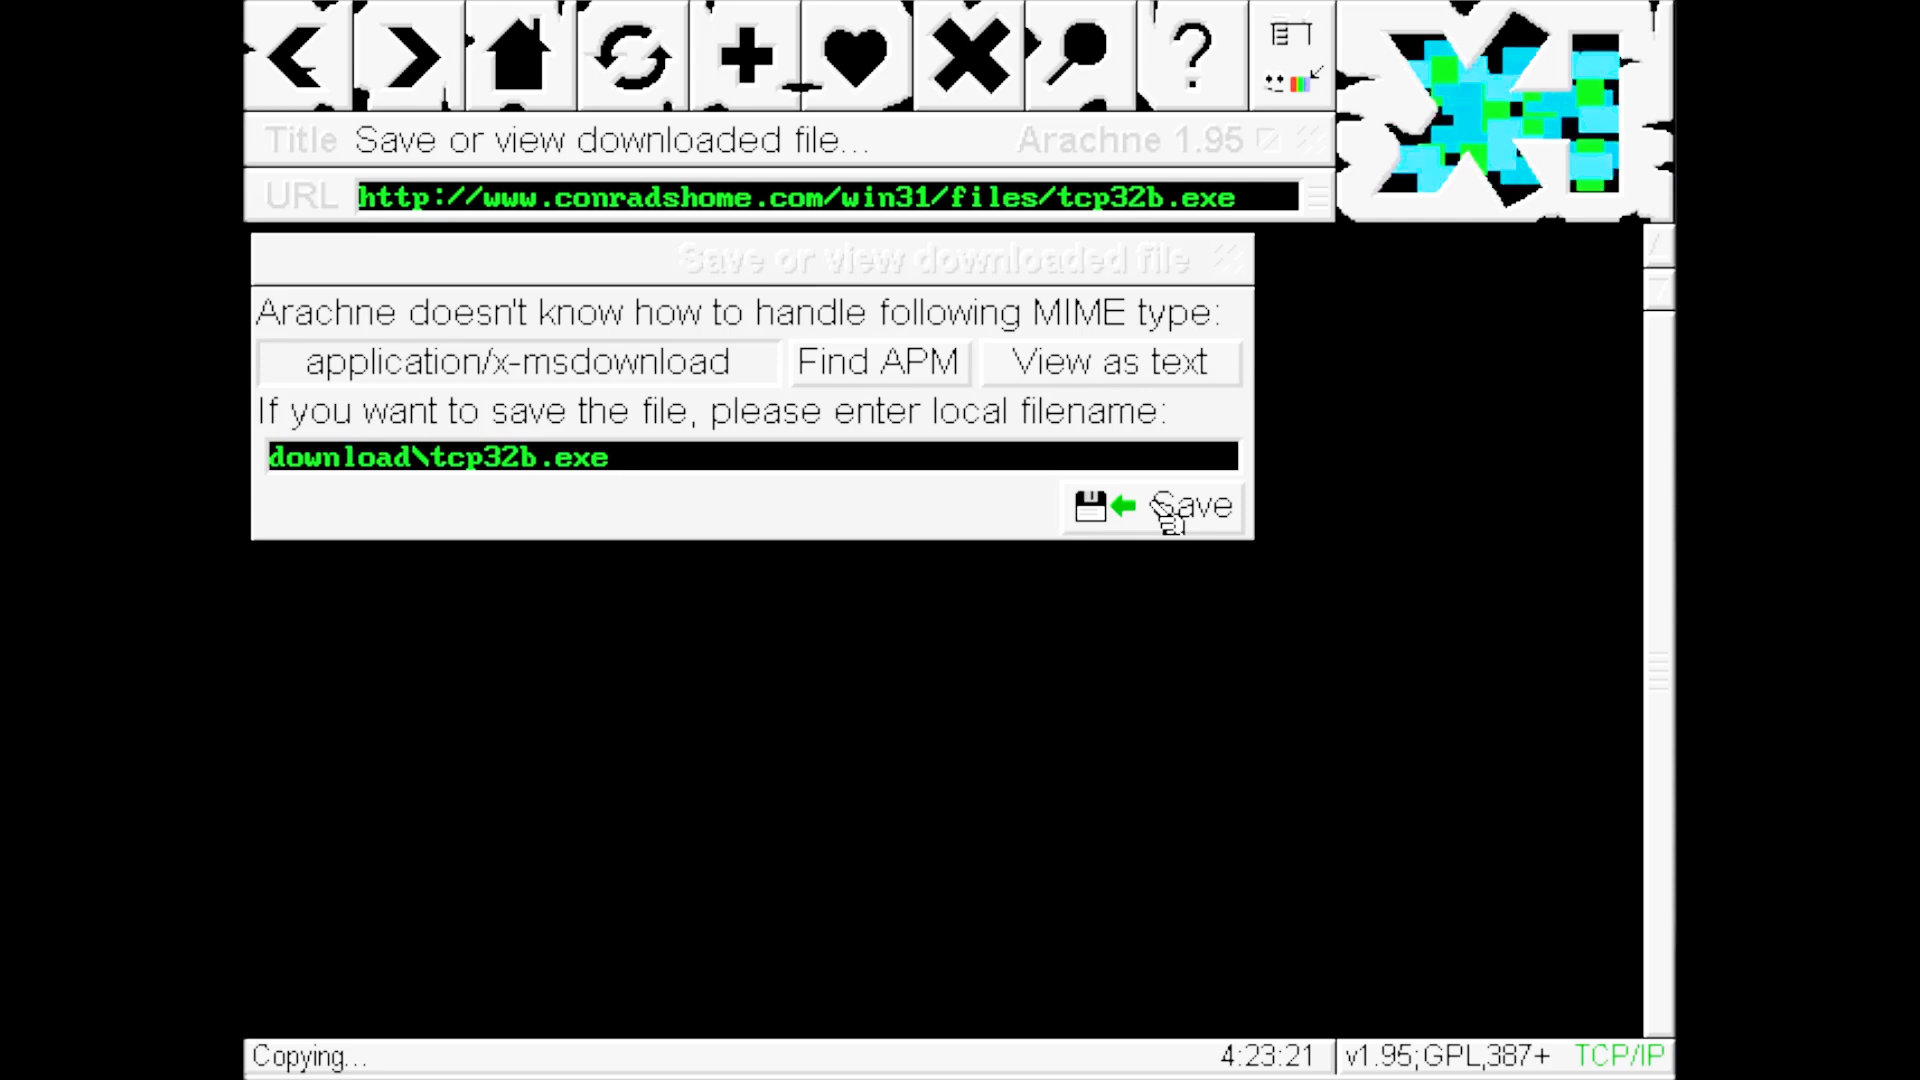 Title Save or view downloaded file... Arachne 1.95
URL http://www.conradshome.com/win31/files/tcp32b.exe
Save or view downloaded file
Arachne doesn't know how to handle following MIME type:
application/x-msdownload Find APM View as text
If you want to save the file, please enter local filename:
download\tcp32b.exe
Save
Copying... 4:23:21 v1.95;GPL,387+ TCP/IP